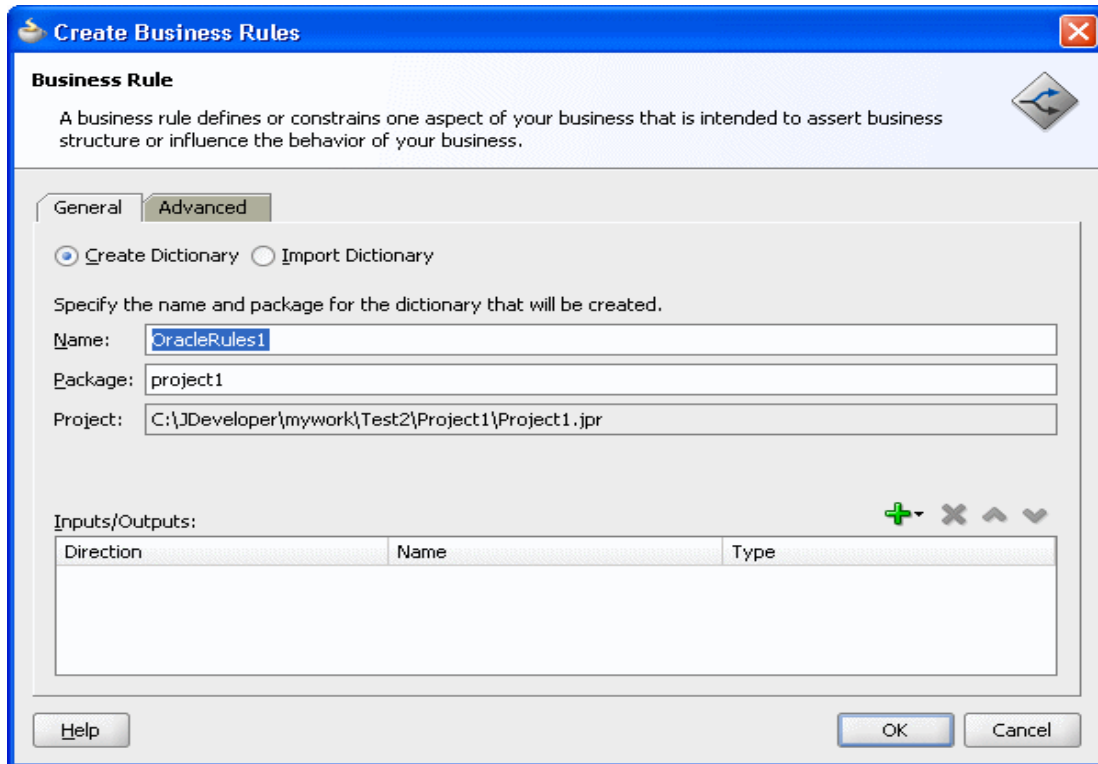 Create Business Rules
Business Rule
A business rule defines or constrains one aspect of your business that is intended to assert business
structure or influence the behavior of your business.
General Advanced
Create Dictionary Import Dictionary
Specify the name and package for the dictionary that will be created.
Name: OracleRules1
Package: project1
Project: C:\JDeveloper\mywork\Test2\Project1\Project1.jpr
Inputs/Outputs:
Direction Name Type
Help OK Cancel